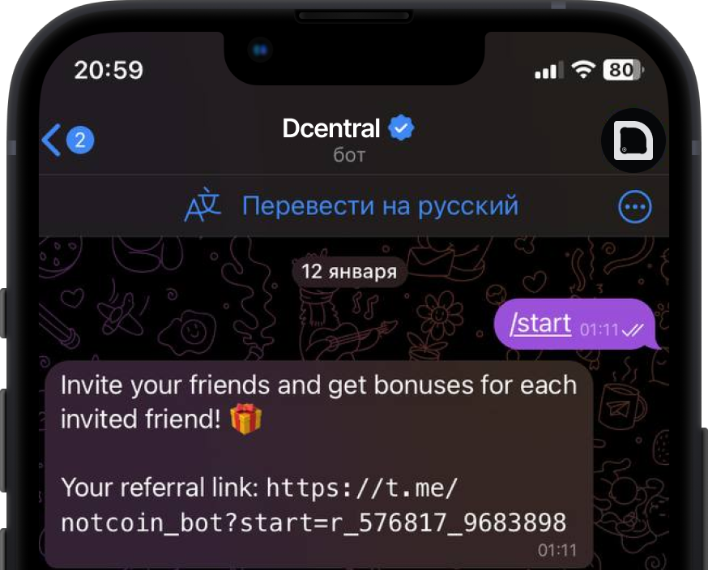 20:59
80
2
Dcentral
бот
Перевести на русский
12 января
/start 01:11
Invite your friends and get bonuses for each
invited friend! 🎁
Your referral link: https://t.me/
notcoin_bot?start=r_576817_9683898
01:11